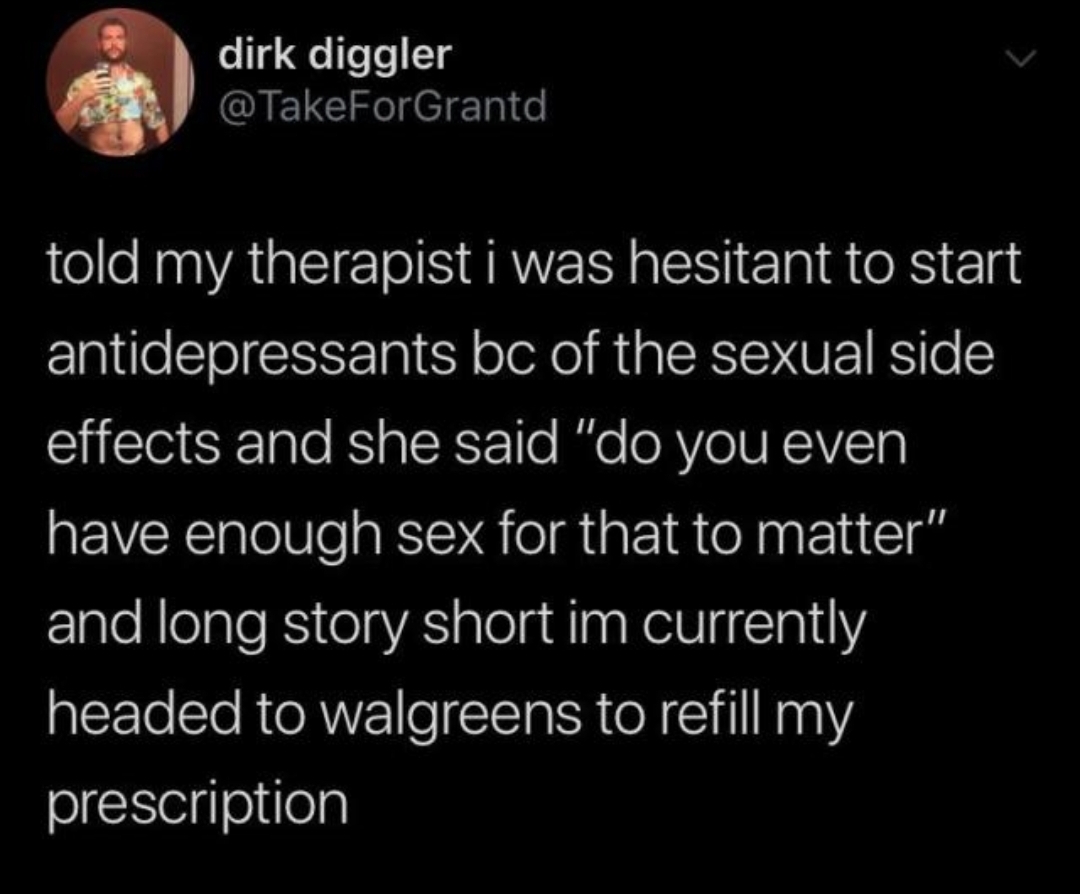 dirk diggler
@TakeForGrantd
told my therapist i was hesitant to start
antidepressants bc of the sexual side
effects and she said "do you even
have enough sex for that to matter"
and long story short im currently
headed to walgreens to refill my
prescription